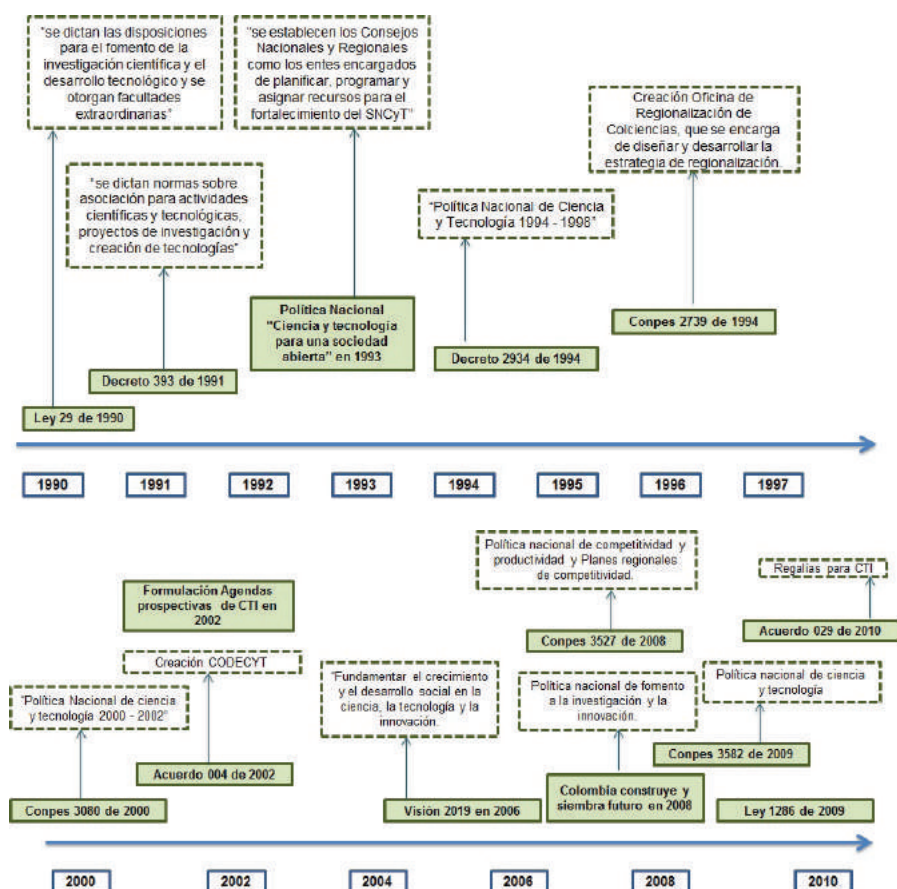 “se dictan las disposiciones
para el fomento de la
investigación científica y el
desarrollo tecnológico y se
otorgan facultades
extraordinarias”
“se establecen los Consejos
Nacionales y Regionales
como los entes encargados
de planificar, programar y
asignar recursos para el
fortalecimiento del SNCyT”
Creación Oficina de
Regionalización de
Colciencias, que se encarga
de diseñar y desarrollar la
estrategia de regionalización.
“se dictan normas sobre
asociación para actividades
científicas y tecnológicas,
proyectos de investigación y
creación de tecnologías”
“Política Nacional de Ciencia
y Tecnología 1994 - 1998”
Política Nacional
“Ciencia y tecnología
para una sociedad
abierta” en 1993
Conpes 2739 de 1994
Decreto 2934 de 1994
Decreto 393 de 1991
Ley 29 de 1990
1990
1991
1992
1993
1994
1995
1996
1997
Política nacional de competitividad y
productividad y Planes regionales
de competitividad.
Regalías para CTI
Formulación Agendas
prospectivas de CTI en
2002
Conpes 3527 de 2008
Acuerdo 029 de 2010
Creación CODECYT
“Fundamentar el crecimiento
y el desarrollo social en la
ciencia, la tecnología y la
innovación.
Política nacional de fomento
a la investigación y la
innovación.
Política nacional de ciencia
y tecnología
“Política Nacional de ciencia
y tecnología 2000 - 2002”
Conpes 3582 de 2009
Acuerdo 004 de 2002
Conpes 3080 de 2000
Visión 2019 en 2006
Colombia construye y
siembra futuro en 2008
Ley 1286 de 2009
2000
2002
2004
2006
2008
2010